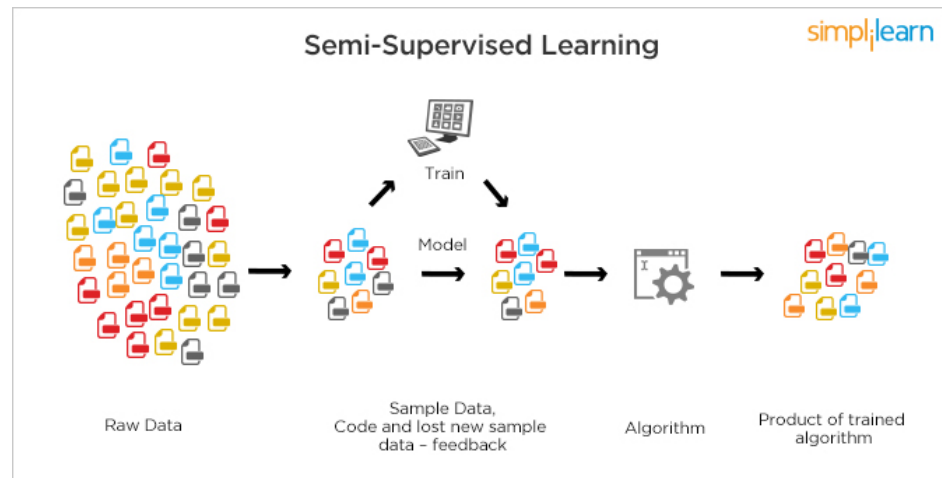 simplilearn
Semi-Supervised Learning
Train
Model
Raw Data
Sample Data,
Code and lost new sample
data – feedback
Algorithm
Product of trained
algorithm